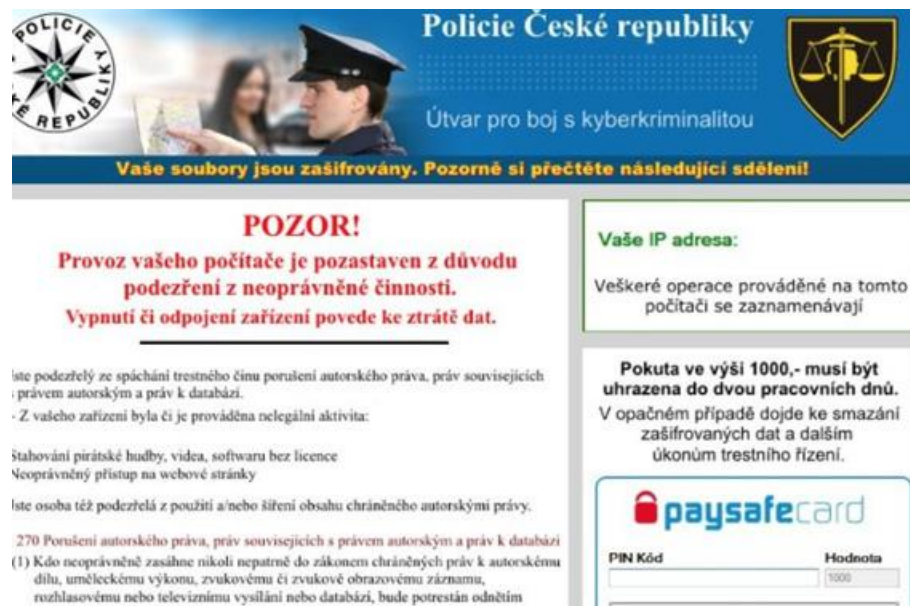 POLICIE
ČESKÉ REPUBLIKY
Policie České republiky
Útvar pro boj s kyberkriminalitou
Vaše soubory jsou zašifrovány. Pozorně si přečtěte následující sdělení!
POZOR!
Provoz vašeho počítače je pozastaven z důvodu
podezření z neoprávněné činnosti.
Vypnutí či odpojení zařízení povede ke ztrátě dat.
Jste podezřelý ze spáchání trestného činu porušení autorského práva, práv souvisejících
s právem autorským a práv k databázi.
- Z vašeho zařízení byla či je prováděna nelegální aktivita:
Stahování pirátské hudby, videa, softwaru bez licence
Neoprávněný přístup na webové stránky
Jste osoba též podezřelá z použití a/nebo šíření obsahu chráněného autorskými právy.
270 Porušení autorského práva, práv souvisejících s právem autorským a práv k databázi
(1) Kdo neoprávněně zasáhne nikoli nepatrně do zákonem chráněných práv k autorskému
dílu, uměleckému výkonu, zvukovému či zvukově obrazovému záznamu,
rozhlasovému nebo televiznímu vysílání nebo databázi, bude potrestán odnětím
Vaše IP adresa:
Veškeré operace prováděné na tomto
počítači se zaznamenávají
Pokuta ve výši 1000,- musí být
uhrazena do dvou pracovních dnů.
V opačném případě dojde ke smazání
zašifrovaných dat a dalším
úkonům trestního řízení.
paysafecard
PIN Kód
Hodnota
1000